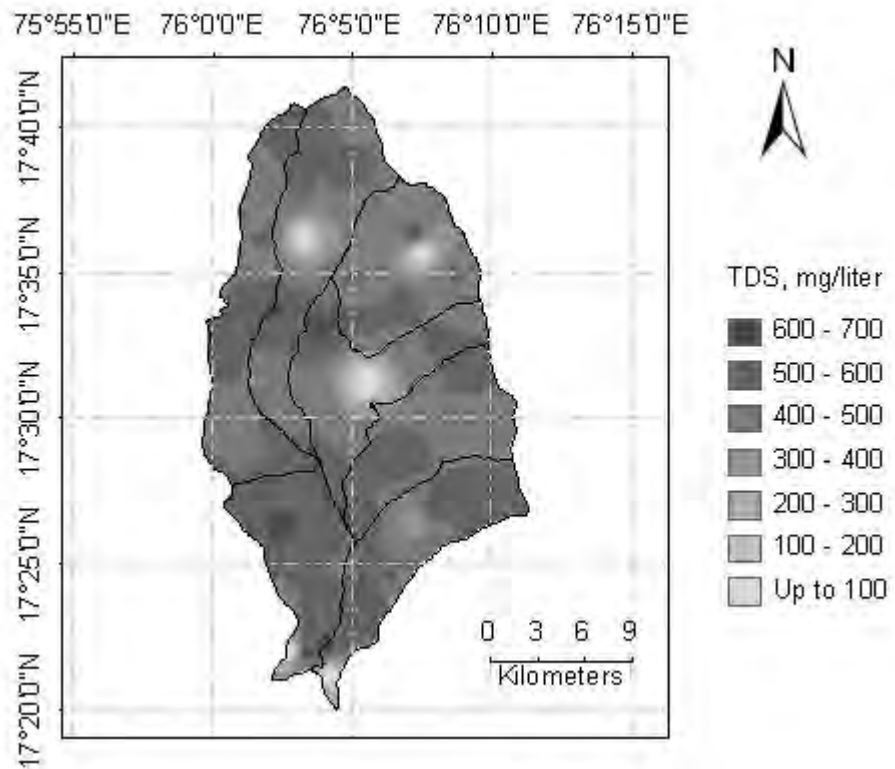 75°55'0"E 76°0'0"E 76°5'0"E 76°10'0"E 76°15'0"E
N
17°40'0"N
17°35'0"N
17°30'0"N
17°25'0"N
17°20'0"N
TDS, mg/liter
600 - 700
500 - 600
400 - 500
300 - 400
200 - 300
100 - 200
Up to 100
0 3 6 9
Kilometers